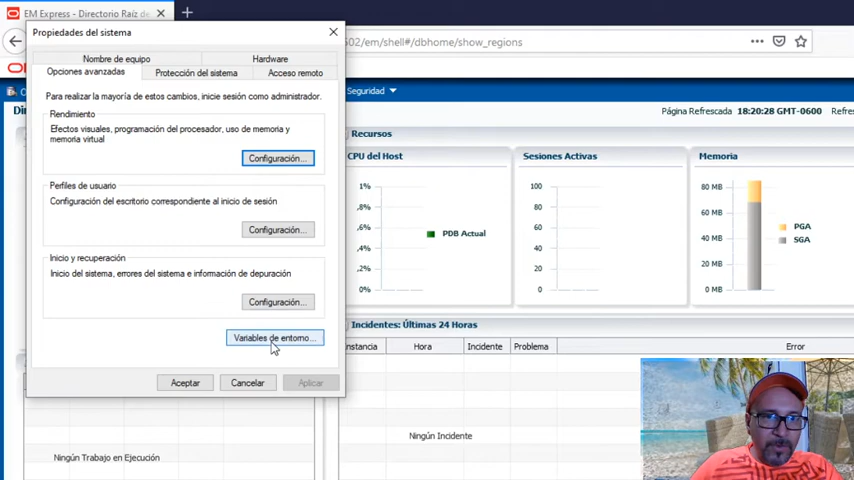 EM Express - Directorio Raíz de
Propiedades del sistema
602/em/shell#/dbhome/show_regions
Nombre de equipo
Hardware
Opciones avanzadas
Protección del sistema
Acceso remoto
Seguridad
Para realizar la mayoría de estos cambios, inicie sesión como administrador.
Página Refrescada 18:20:28 GMT-0600 Refres
Rendimiento
Efectos visuales, programación del procesador, uso de memoria y
memoria virtual
Configuración...
Perfiles de usuario
Configuración del escritorio correspondiente al inicio de sesión
Configuración...
Inicio y recuperación
Inicio del sistema, errores del sistema e información de depuración
Configuración...
Variables de entorno...
Aceptar
Cancelar
Aplicar
Recursos
CPU del Host
1%
,8%
,6%
,4%
,2%
0%
PDB Actual
Sesiones Activas
100
80
60
40
20
0
Memoria
80 MB
60 MB
40 MB
20 MB
0 MB
PGA
SGA
Incidentes: Últimas 24 Horas
Instancia
Hora
Incidente
Problema
Error
Ningún Incidente
Ningún Trabajo en Ejecución